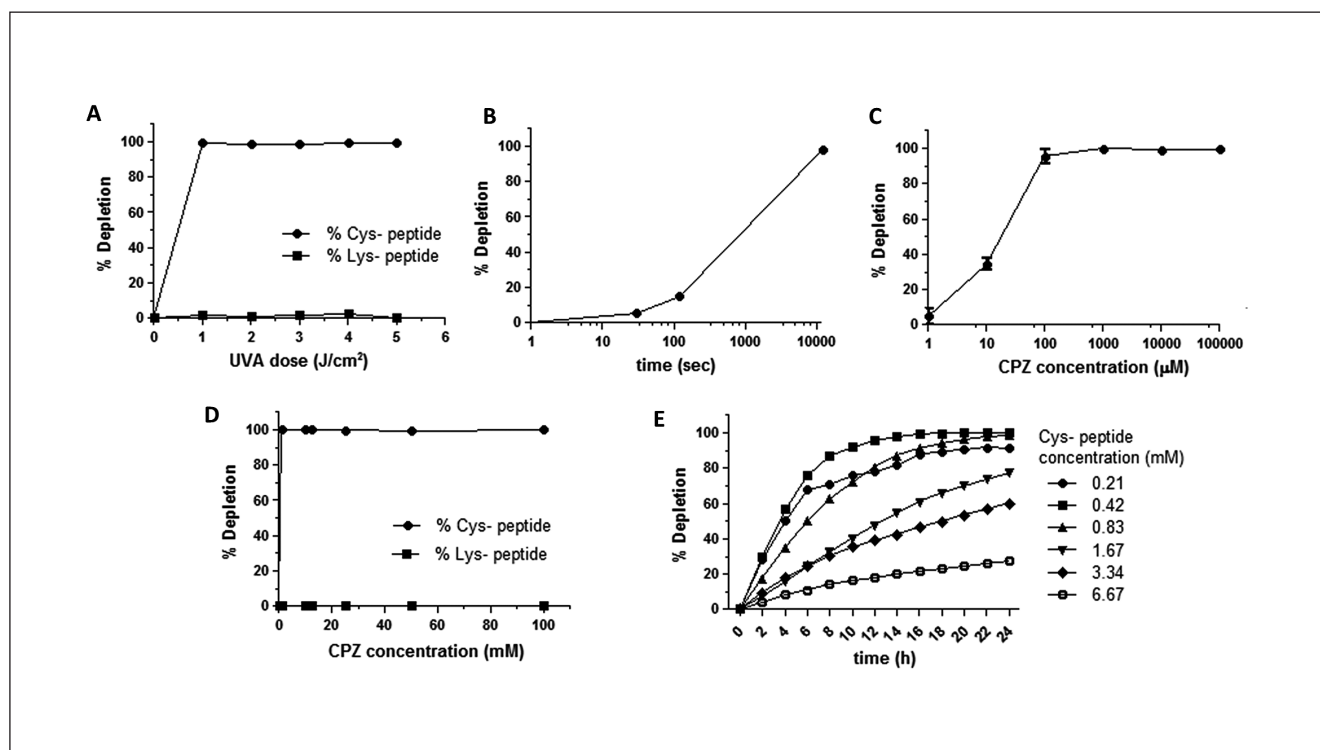 A
% Depletion
100
80
60
40
20
0
0 1 2 3 4 5 6
UVA dose (J/cm²)
% Cys- peptide
% Lys- peptide
B
% Depletion
100
80
60
40
20
0
1 10 100 1000 10000
time (sec)
C
% Depletion
100
80
60
40
20
0
1 10 100 1000 10000 100000
CPZ concentration (µM)
D
% Depletion
100
80
60
40
20
0
0 20 40 60 80 100
CPZ concentration (mM)
% Cys- peptide
% Lys- peptide
E
% Depletion
100
80
60
40
20
0
0 2 4 6 8 10 12 14 16 18 20 22 24
time (h)
Cys- peptide
concentration (mM)
0.21
0.42
0.83
1.67
3.34
6.67